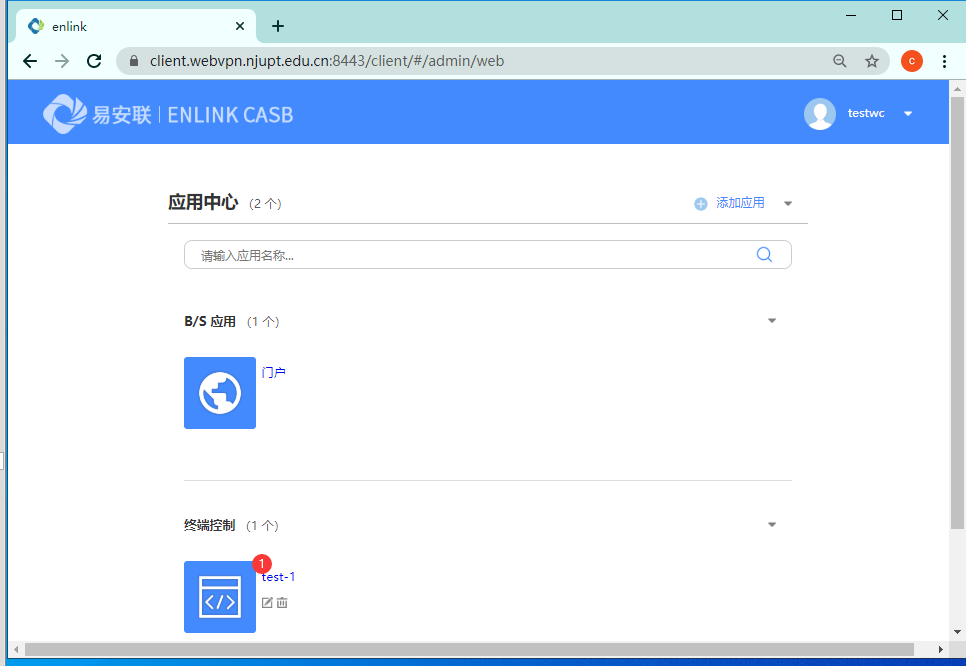 enlink
client.webvpn.njupt.edu.cn:8443/client/#/admin/web
c
易安联 | ENLINK CASB
testwc
应用中心 (2 个)
添加应用
请输入应用名称...
B/S 应用 (1 个)
门户
终端控制 (1 个)
1
test-1